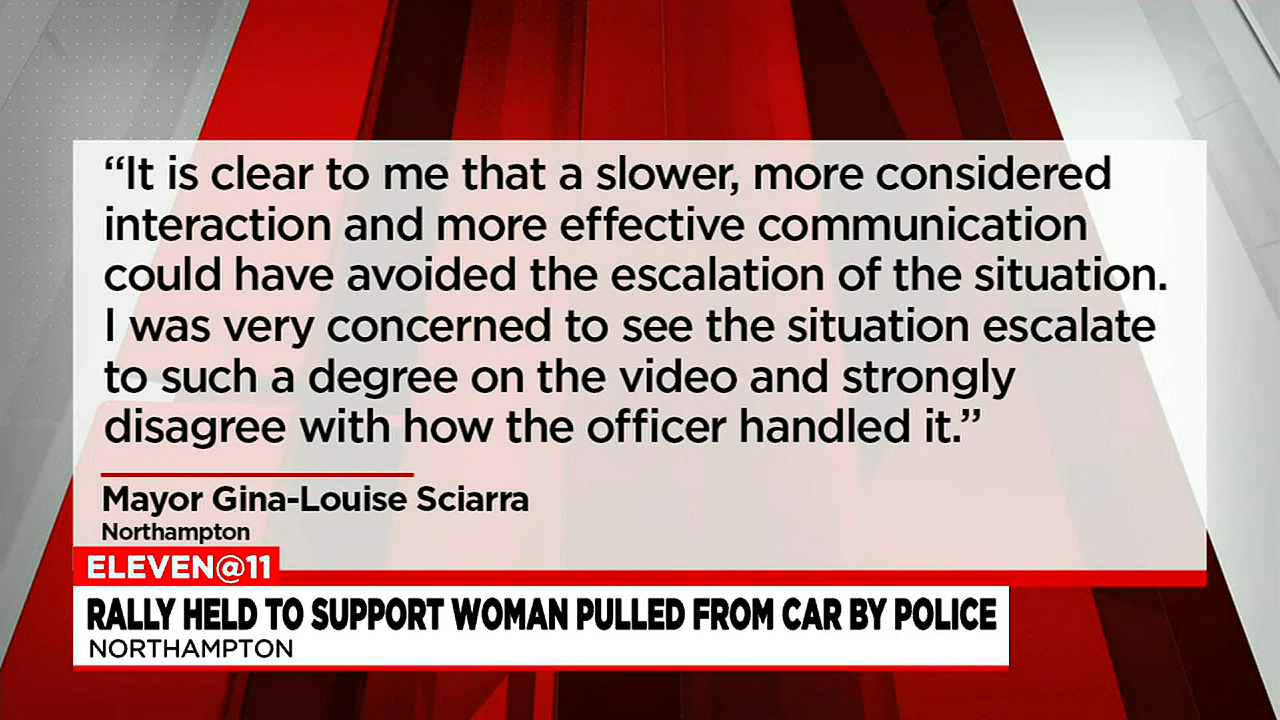 “It is clear to me that a slower, more considered
interaction and more effective communication
could have avoided the escalation of the situation.
I was very concerned to see the situation escalate
to such a degree on the video and strongly
disagree with how the officer handled it.”
Mayor Gina-Louise Sciarra
Northampton
ELEVEN@11
RALLY HELD TO SUPPORT WOMAN PULLED FROM CAR BY POLICE
NORTHAMPTON